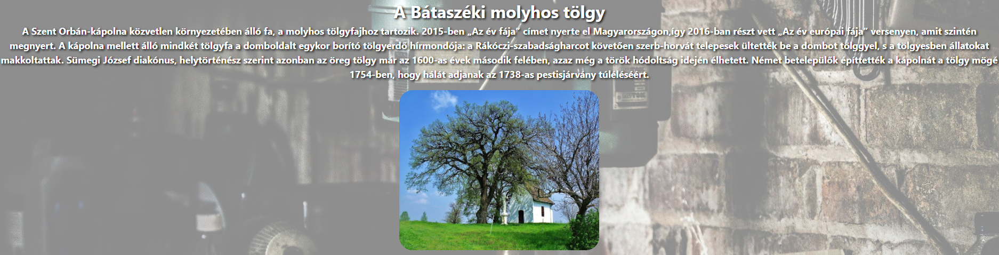 A Bátaszéki molyhos tölgy
A Szent Orbán-kápolna közvetlen környezetében álló fa, a molyhos tölgyfajhoz tartozik. 2015-ben „Az év fája” címet nyerte el Magyarországon,így 2016-ban részt vett „Az év európai fája” versenyen, amit szintén
megnyert. A kápolna mellett álló mindkét tölgyfa a domboldalt egykor borító tölgyerdő hírmondója: a Rákóczi-szabadságharcot követően szerb-horvát telepesek ültették be a dombot tölggyel, s a tölgyesben állatokat
makkoltattak. Sümegi József diakónus, helytörténész szerint azonban az öreg tölgy már az 1600-as évek második felében, azaz még a török hódoltság idején élhetett. Német betelepülők építtették a kápolnát a tölgy mögé
1754-ben, hogy hálát adjanak az 1738-as pestisjárvány túléléséért.